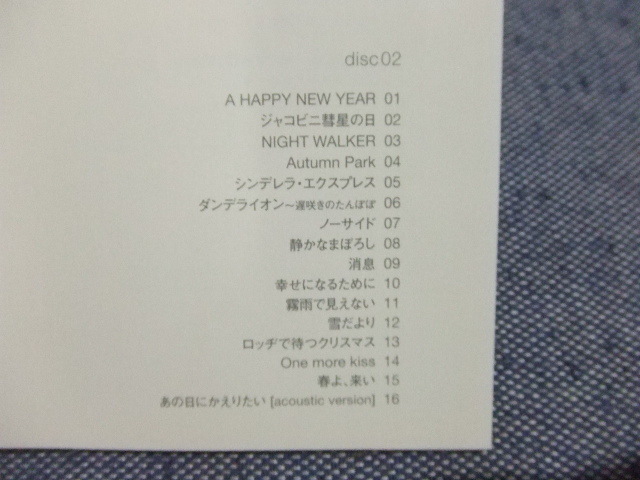 disc02
A HAPPY NEW YEAR 01
ジャコビニ彗星の日 02
NIGHT WALKER 03
Autumn Park 04
シンデレラ・エクスプレス 05
ダンデライオン～遅咲きのたんぽぽ 06
ノーサイド 07
静かなまぼろし 08
消息 09
幸せになるために 10
霧雨で見えない 11
雪だより 12
ロッヂで待つクリスマス 13
One more kiss 14
春よ、来い 15
あの日にかえりたい [acoustic version] 16